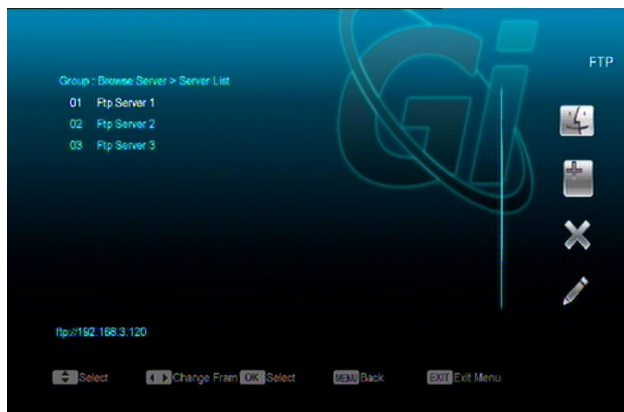 FTP
Group : Browse Server > Server List
01 Ftp Server 1
02 Ftp Server 2
03 Ftp Server 3
ftp://192.168.3.120
Select Change Fram OK Select MENU Back EXIT Exit Menu
Gi